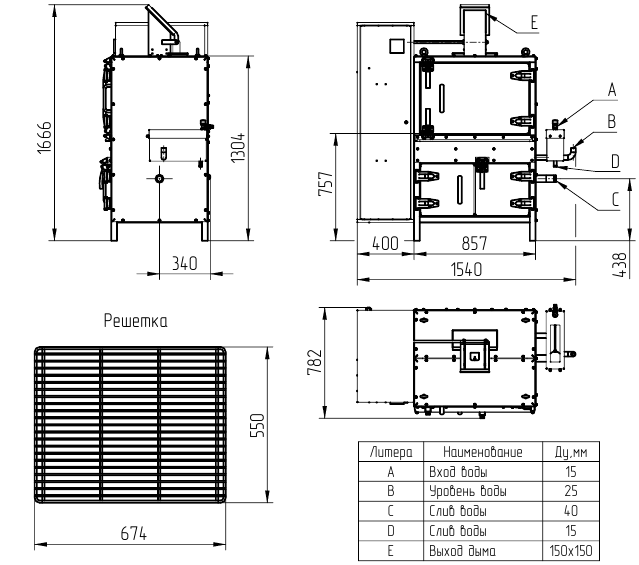 E
A
B
D
C
1666
1304
340
757
400
857
1540
438
Решетка
550
674
782
Литера Наименование Ду,мм
A Вход воды 15
B Уровень воды 25
C Слив воды 40
D Слив воды 15
E Выход дыма 150x150